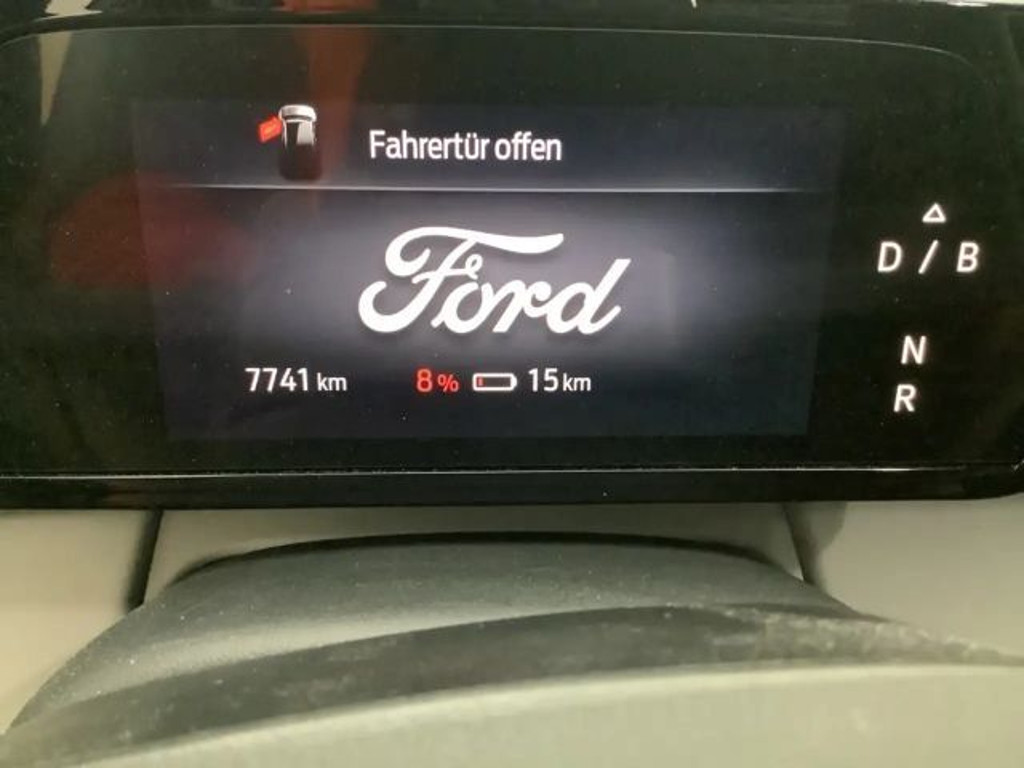 Fahrertür offen
Ford
7741 km 8% 15 km
D / B
N
R